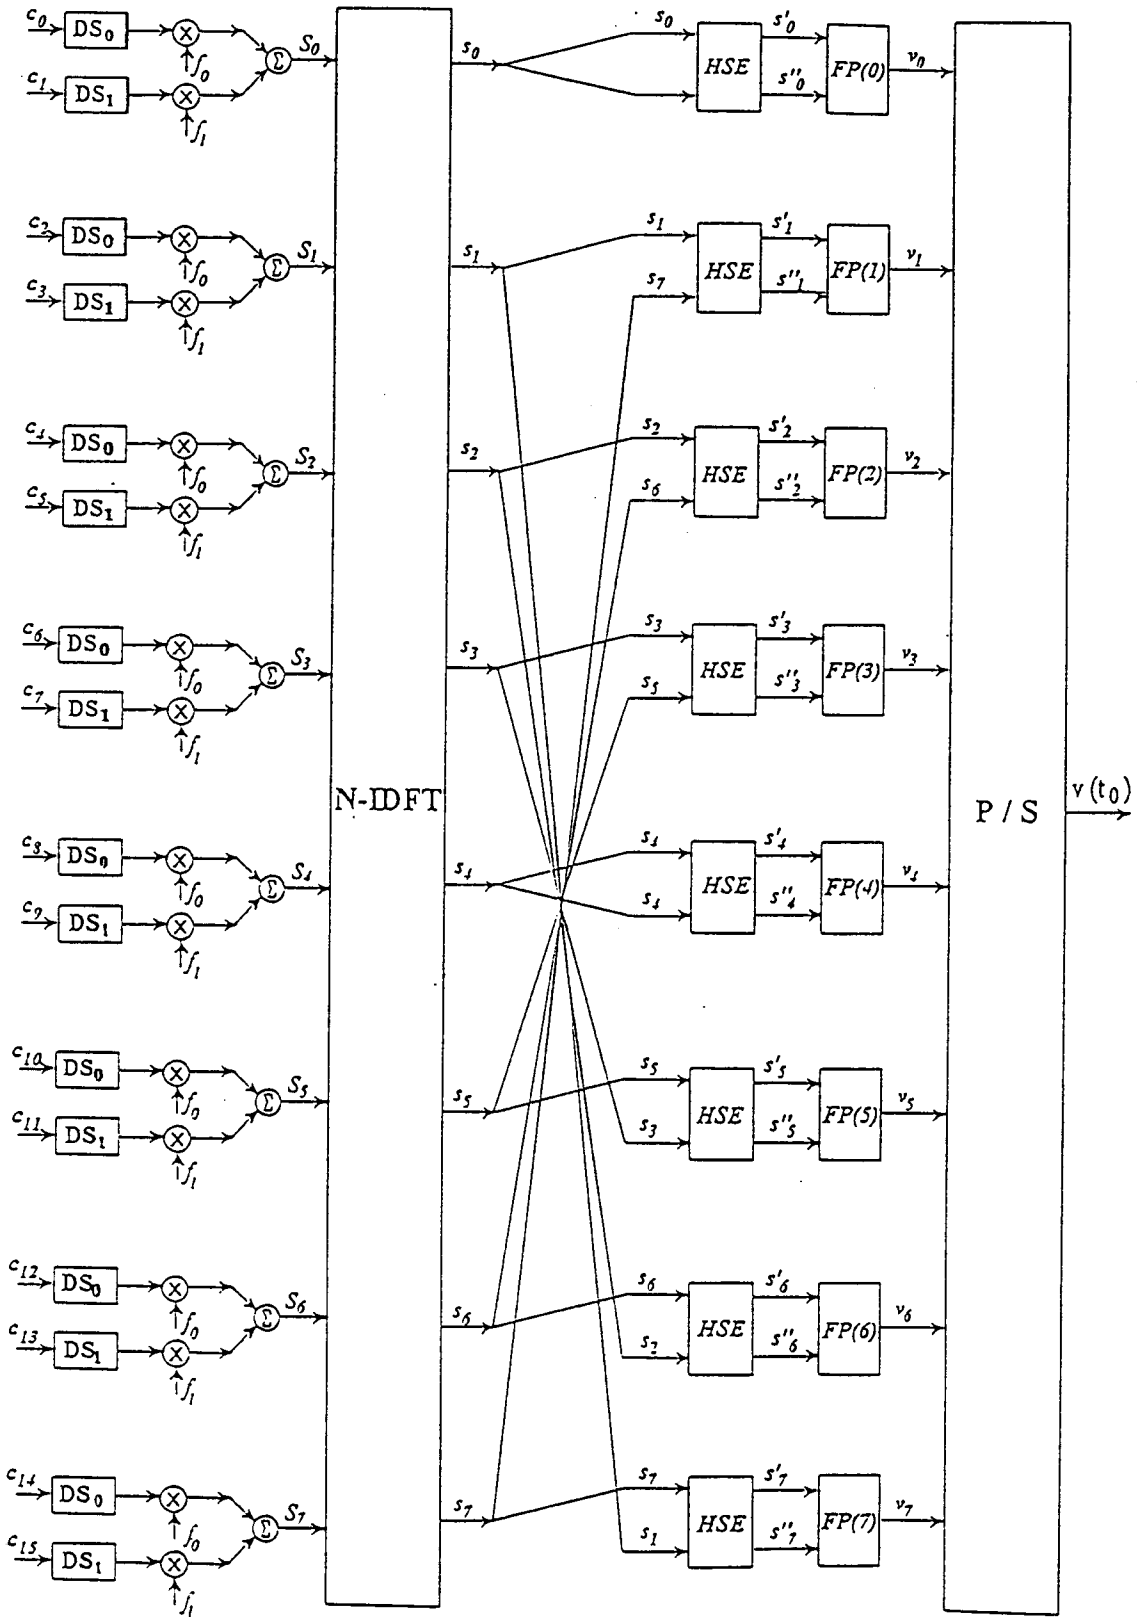 c0 DS0 × f0 Σ S0
c1 DS1 × f1
s0 s0 HSE s'0 s''0 FP(0) v0
c2 DS0 × f0 Σ S1
c3 DS1 × f1
s1 s1 s7 HSE s'1 s''1 FP(1) v1
c4 DS0 × f0 Σ S2
c5 DS1 × f1
s2 s2 s6 HSE s'2 s''2 FP(2) v2
c6 DS0 × f0 Σ S3
c7 DS1 × f1
s3 s3 s5 HSE s'3 s''3 FP(3) v3
N-IDFT
P / S
v(t0)
c8 DS0 × f0 Σ S4
c9 DS1 × f1
s4 s4 s4 HSE s'4 s''4 FP(4) v4
c10 DS0 × f0 Σ S5
c11 DS1 × f1
s5 s5 s3 HSE s'5 s''5 FP(5) v5
c12 DS0 × f0 Σ S6
c13 DS1 × f1
s6 s6 s2 HSE s'6 s''6 FP(6) v6
c14 DS0 × f0 Σ S7
c15 DS1 × f1
s7 s7 s1 HSE s'7 s''7 FP(7) v7